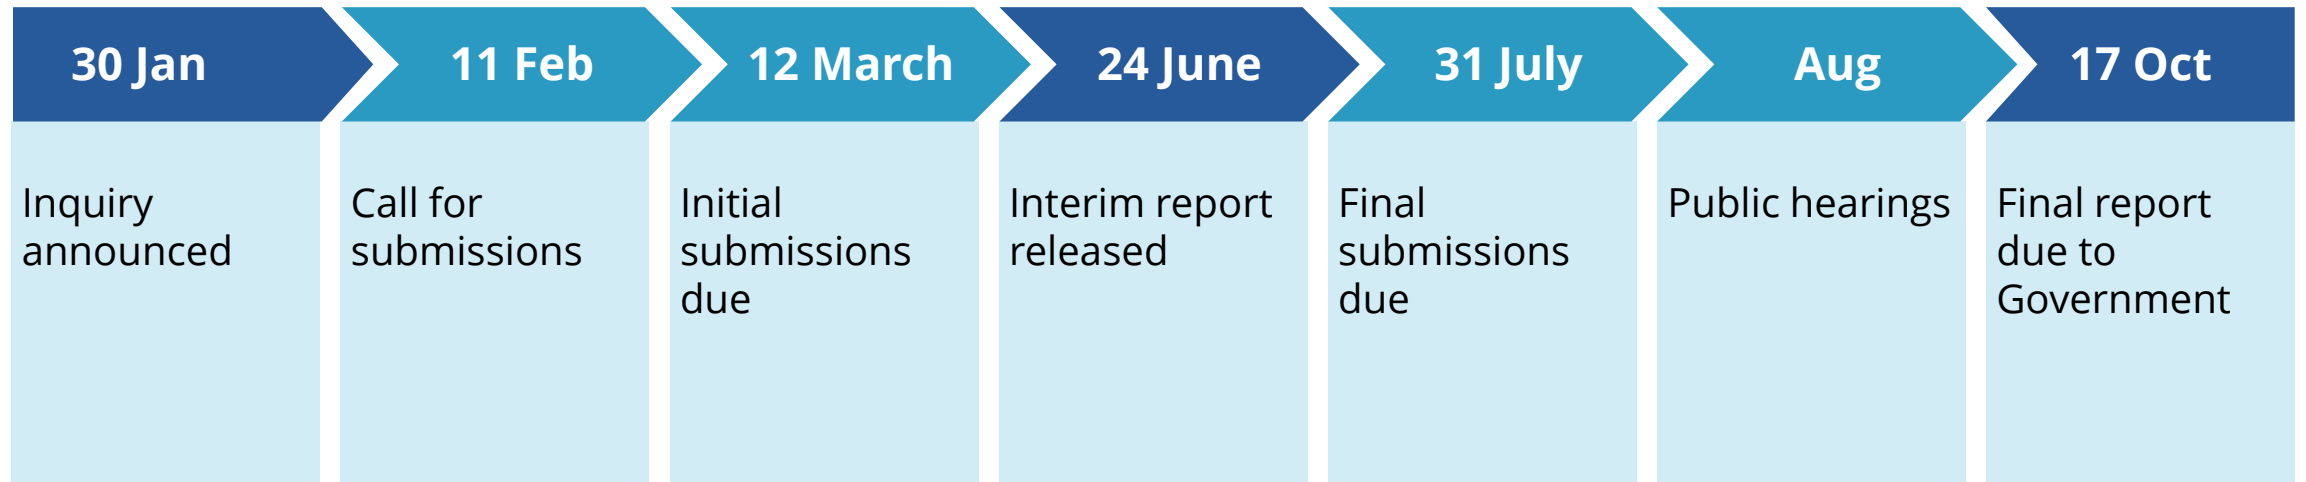 30 Jan
11 Feb
12 March
24 June
31 July
Aug
17 Oct
Inquiry
announced
Call for
submissions
Initial
submissions
due
Interim report
released
Final
submissions
due
Public hearings
Final report
due to
Government